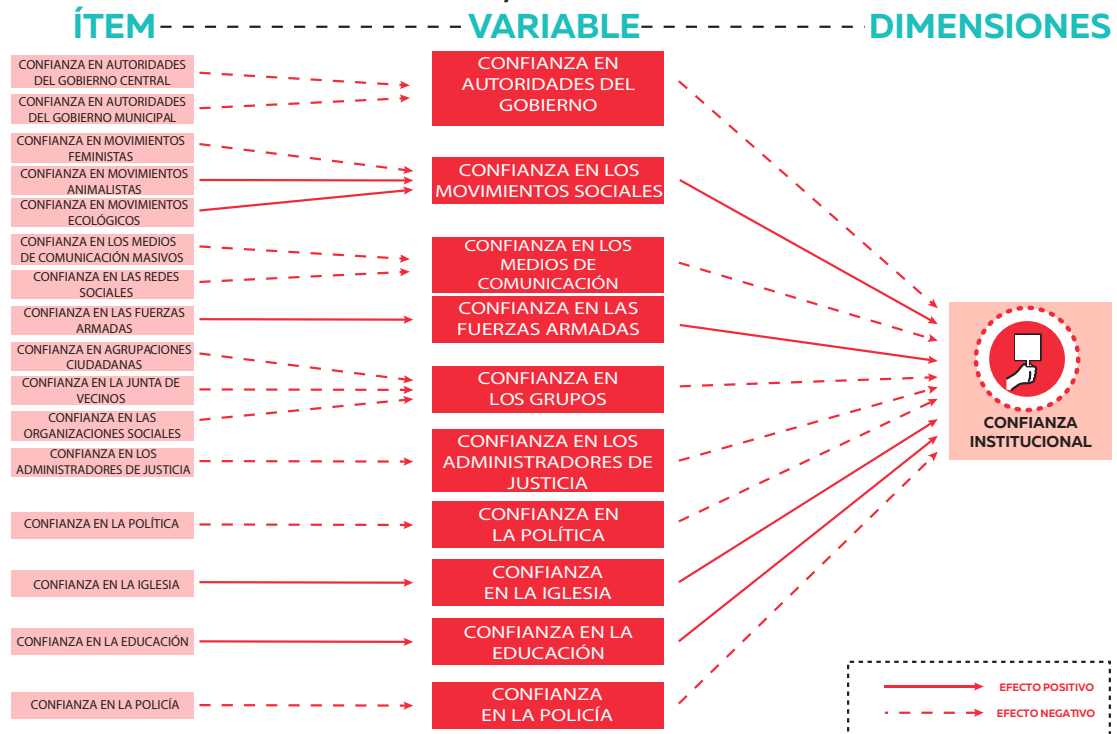 ÍTEM
VARIABLE
DIMENSIONES
CONFIANZA EN AUTORIDADES
DEL GOBIERNO CENTRAL
CONFIANZA EN AUTORIDADES
DEL GOBIERNO MUNICIPAL
CONFIANZA EN MOVIMIENTOS
FEMINISTAS
CONFIANZA EN MOVIMIENTOS
ANIMALISTAS
CONFIANZA EN MOVIMIENTOS
ECOLÓGICOS
CONFIANZA EN LOS MEDIOS
DE COMUNICACIÓN MASIVOS
CONFIANZA EN LAS REDES
SOCIALES
CONFIANZA EN LAS FUERZAS
ARMADAS
CONFIANZA EN AGRUPACIONES
CIUDADANAS
CONFIANZA EN LA JUNTA DE
VECINOS
CONFIANZA EN LAS
ORGANIZACIONES SOCIALES
CONFIANZA EN LOS
ADMINISTRADORES DE JUSTICIA
CONFIANZA EN LA POLÍTICA
CONFIANZA EN LA IGLESIA
CONFIANZA EN LA EDUCACIÓN
CONFIANZA EN LA POLICÍA
CONFIANZA EN
AUTORIDADES DEL
GOBIERNO
CONFIANZA EN LOS
MOVIMIENTOS SOCIALES
CONFIANZA EN LOS
MEDIOS DE
COMUNICACIÓN
CONFIANZA EN LAS
FUERZAS ARMADAS
CONFIANZA EN
LOS GRUPOS
CONFIANZA EN LOS
ADMINISTRADORES DE
JUSTICIA
CONFIANZA EN
LA POLÍTICA
CONFIANZA
EN LA IGLESIA
CONFIANZA EN LA
EDUCACIÓN
CONFIANZA
EN LA POLICÍA
CONFIANZA
INSTITUCIONAL
EFECTO POSITIVO
EFECTO NEGATIVO